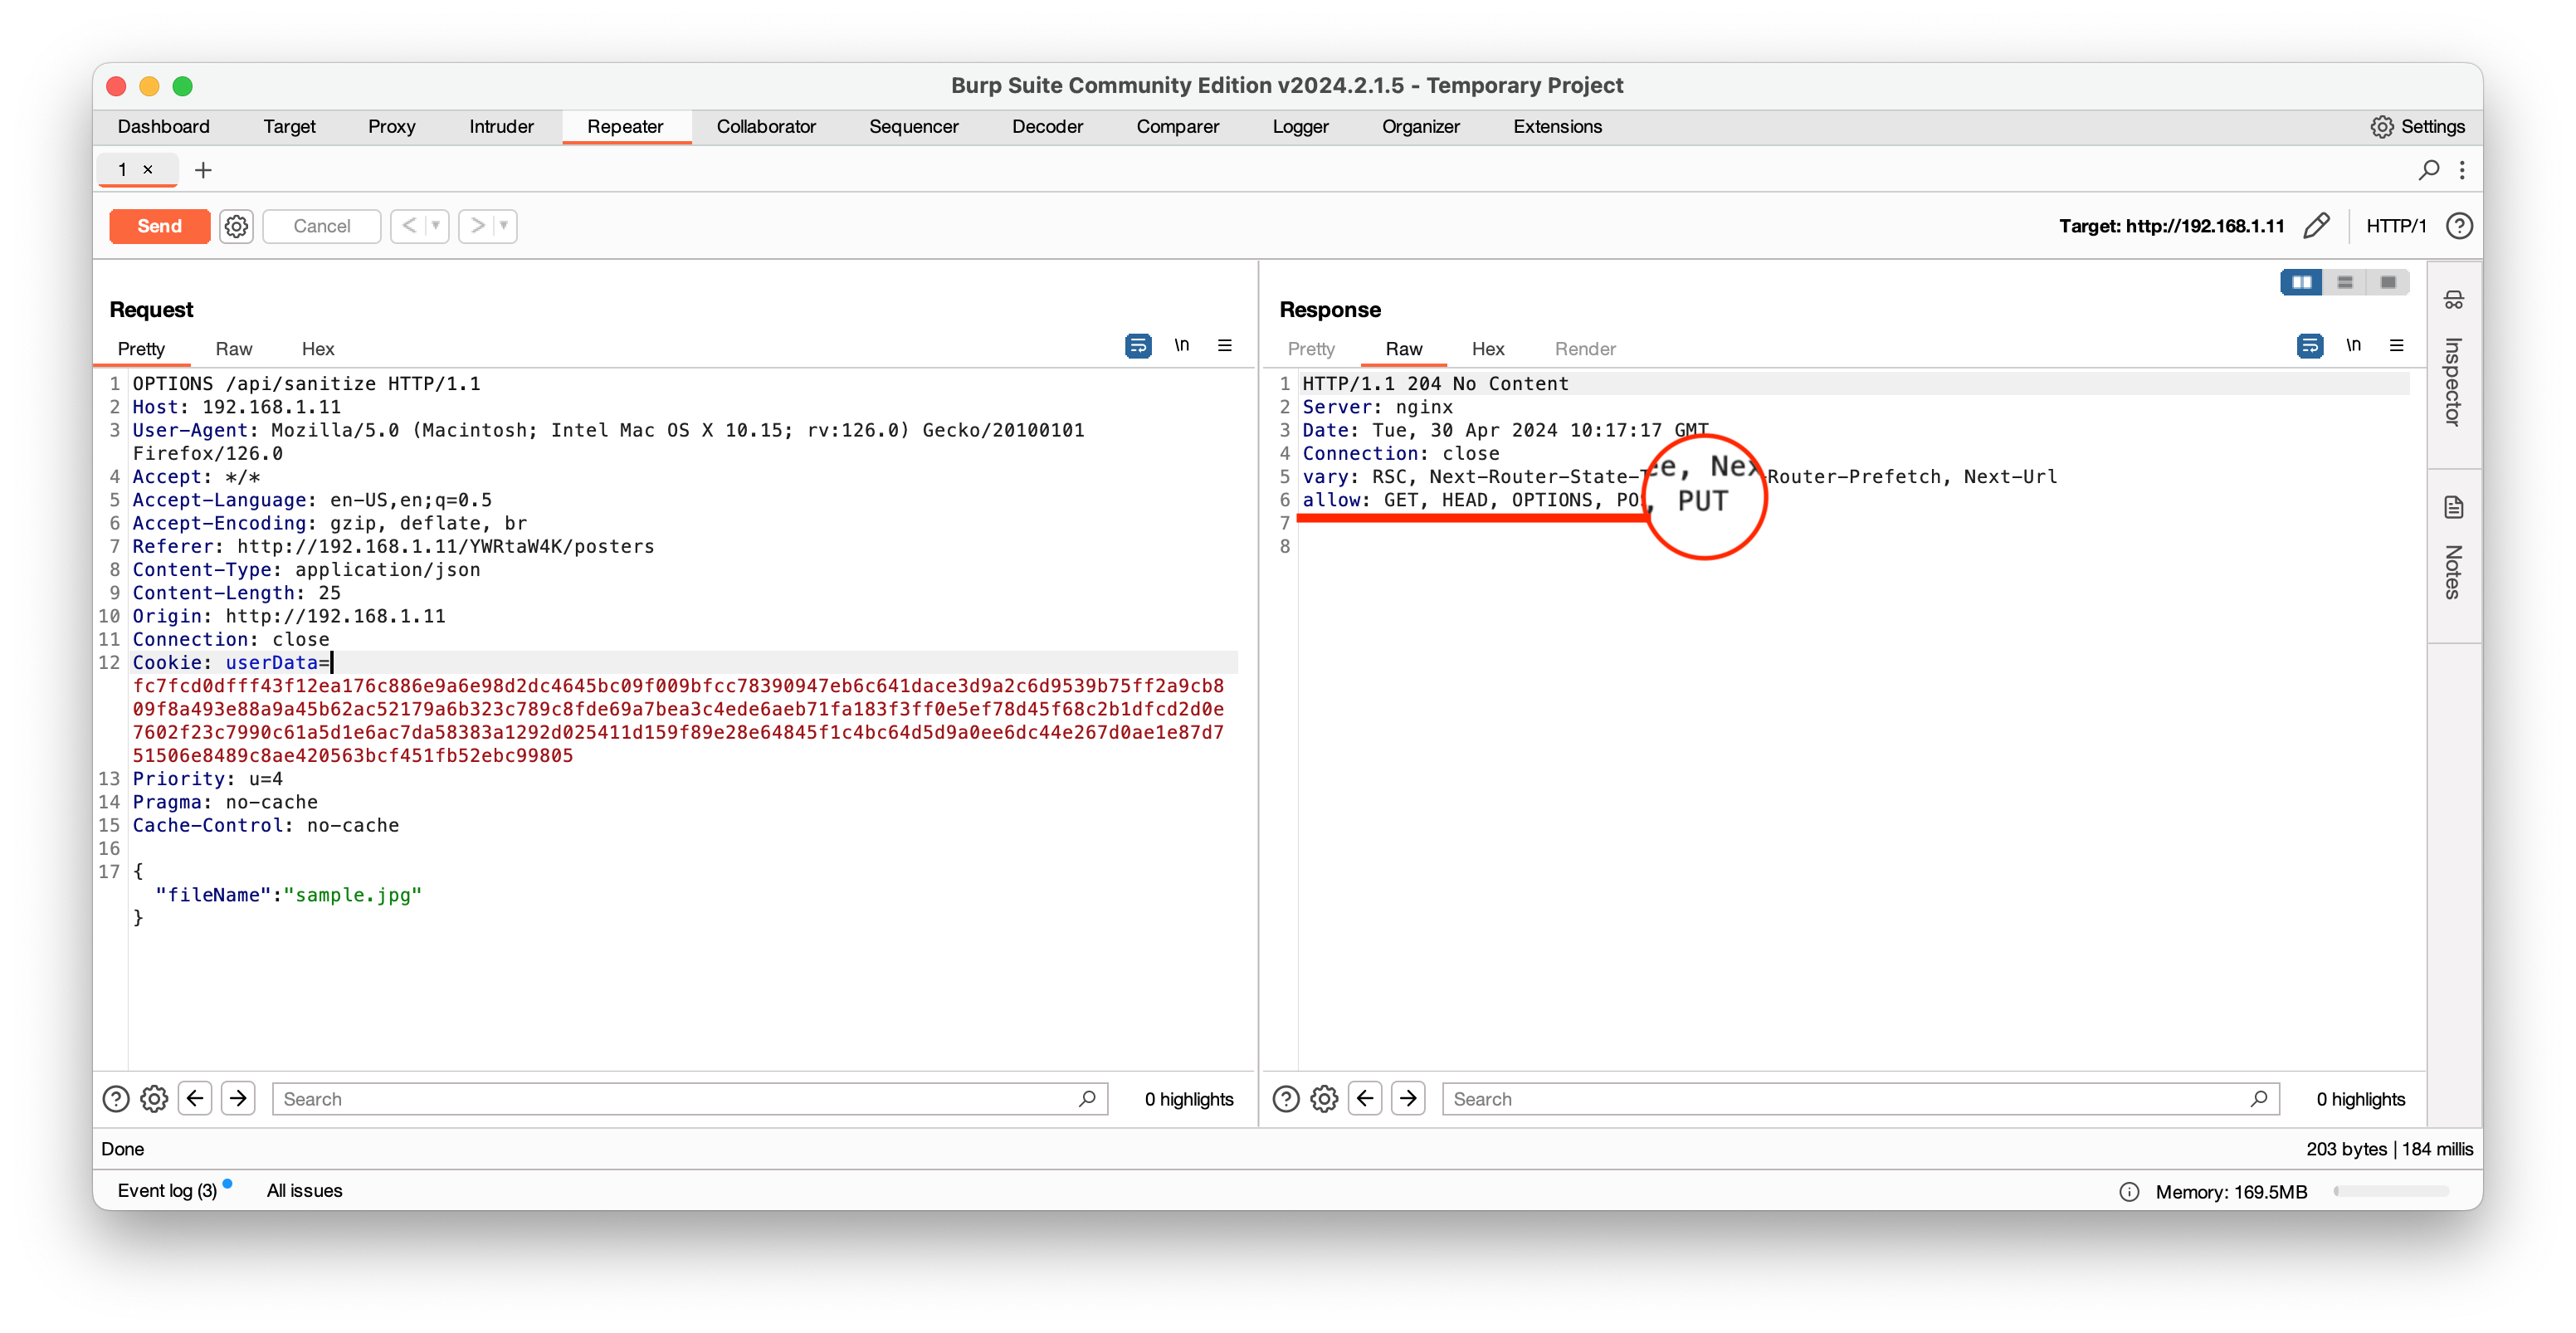 Burp Suite Community Edition v2024.2.1.5 - Temporary Project
Dashboard Target Proxy Intruder Repeater Collaborator Sequencer Decoder Comparer Logger Organizer Extensions Settings
1 × +
Send Cancel < > Target: http://192.168.1.11 HTTP/1 ?
Request
Pretty Raw Hex \n
1 OPTIONS /api/sanitize HTTP/1.1
2 Host: 192.168.1.11
3 User-Agent: Mozilla/5.0 (Macintosh; Intel Mac OS X 10.15; rv:126.0) Gecko/20100101
Firefox/126.0
4 Accept: */*
5 Accept-Language: en-US,en;q=0.5
6 Accept-Encoding: gzip, deflate, br
7 Referer: http://192.168.1.11/YWRtaW4K/posters
8 Content-Type: application/json
9 Content-Length: 25
10 Origin: http://192.168.1.11
11 Connection: close
12 Cookie: userData=
fc7fcd0dfff43f12ea176c886e9a6e98d2dc4645bc09f009bfcc78390947eb6c641dace3d9a2c6d9539b75ff2a9cb8
09f8a493e88a9a45b62ac52179a6b323c789c8fde69a7bea3c4ede6aeb71fa183f3ff0e5ef78d45f68c2b1dfcd2d0e
7602f23c7990c61a5d1e6ac7da58383a1292d025411d159f89e28e64845f1c4bc64d5d9a0ee6dc44e267d0ae1e87d7
51506e8489c8ae420563bcf451fb52ebc99805
13 Priority: u=4
14 Pragma: no-cache
15 Cache-Control: no-cache
16
17 {
"fileName":"sample.jpg"
}
? Search 0 highlights
Response
Pretty Raw Hex Render \n
1 HTTP/1.1 204 No Content
2 Server: nginx
3 Date: Tue, 30 Apr 2024 10:17:17 GMT
4 Connection: close
5 vary: RSC, Next-Router-State-Tee, Nex-Router-Prefetch, Next-Url
6 allow: GET, HEAD, OPTIONS, PO, PUT
7
8
? Search 0 highlights
Inspector
Notes
Done 203 bytes | 184 millis
Event log (3) All issues Memory: 169.5MB